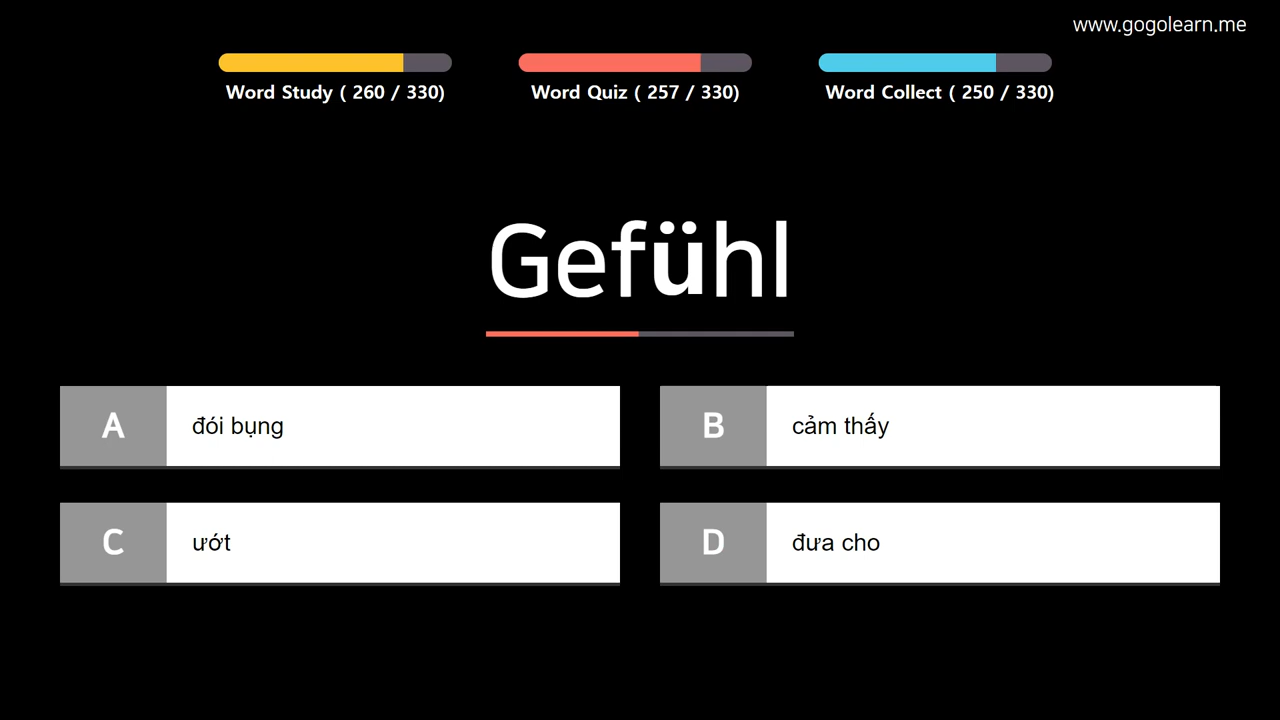 www.gogolearn.me
Word Study ( 260 / 330)
Word Quiz ( 257 / 330)
Word Collect ( 250 / 330)
Gefühl
A đói bụng
B cảm thấy
C ướt
D đưa cho